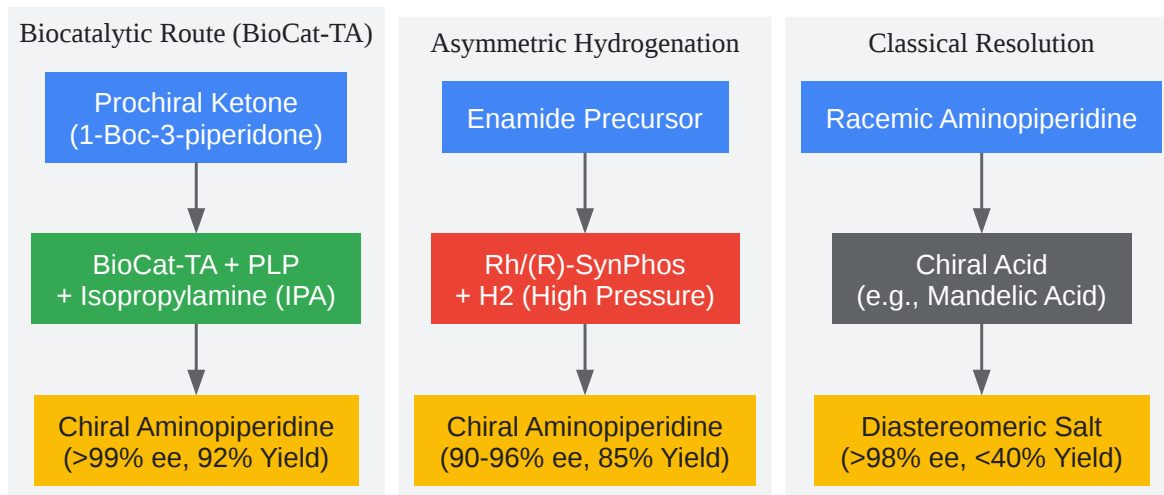 Biocatalytic Route (BioCat-TA)
Prochiral Ketone
(1-Boc-3-piperidone)
BioCat-TA + PLP
+ Isopropylamine (IPA)
Chiral Aminopiperidine
(>99% ee, 92% Yield)
Asymmetric Hydrogenation
Enamide Precursor
Rh/(R)-SynPhos
+ H2 (High Pressure)
Chiral Aminopiperidine
(90-96% ee, 85% Yield)
Classical Resolution
Racemic Aminopiperidine
Chiral Acid
(e.g., Mandelic Acid)
Diastereomeric Salt
(>98% ee, <40% Yield)